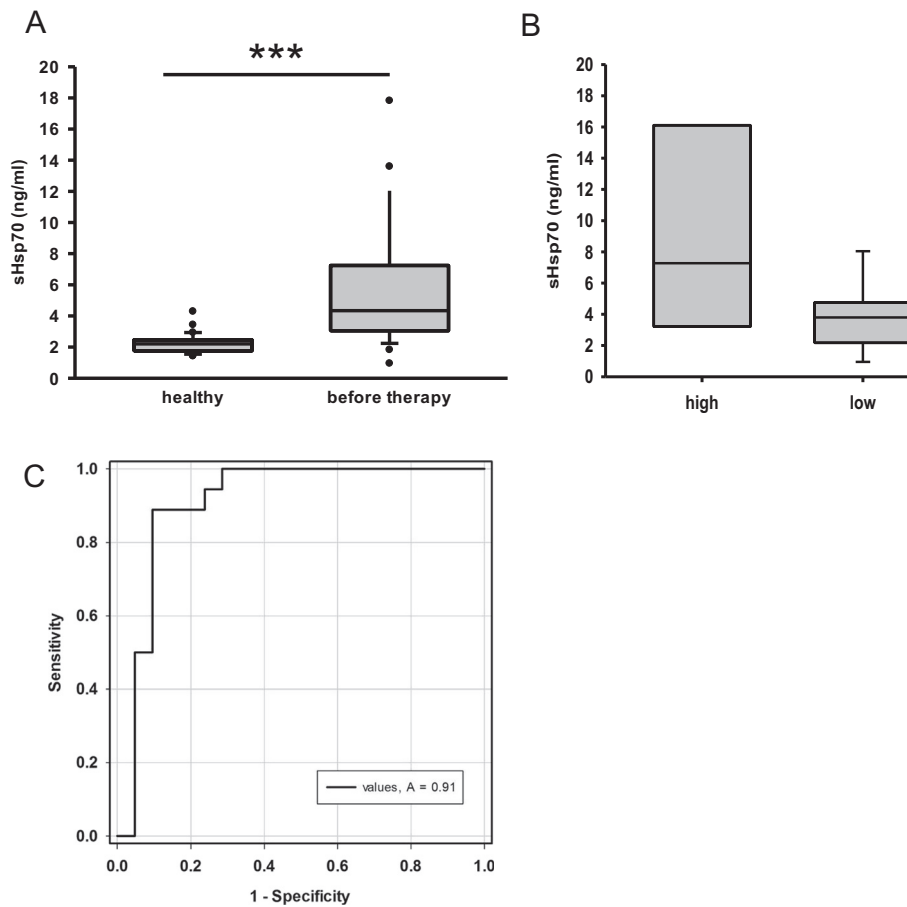 A
***
20
18
16
14
12
10
8
6
4
2
0
sHsp70 (ng/ml)
healthy before therapy
B
20
18
16
14
12
10
8
6
4
2
0
sHsp70 (ng/ml)
high low
C
1.0
0.8
0.6
0.4
0.2
0.0
Sensitivity
values, A = 0.91
0.0 0.2 0.4 0.6 0.8 1.0
1 - Specificity